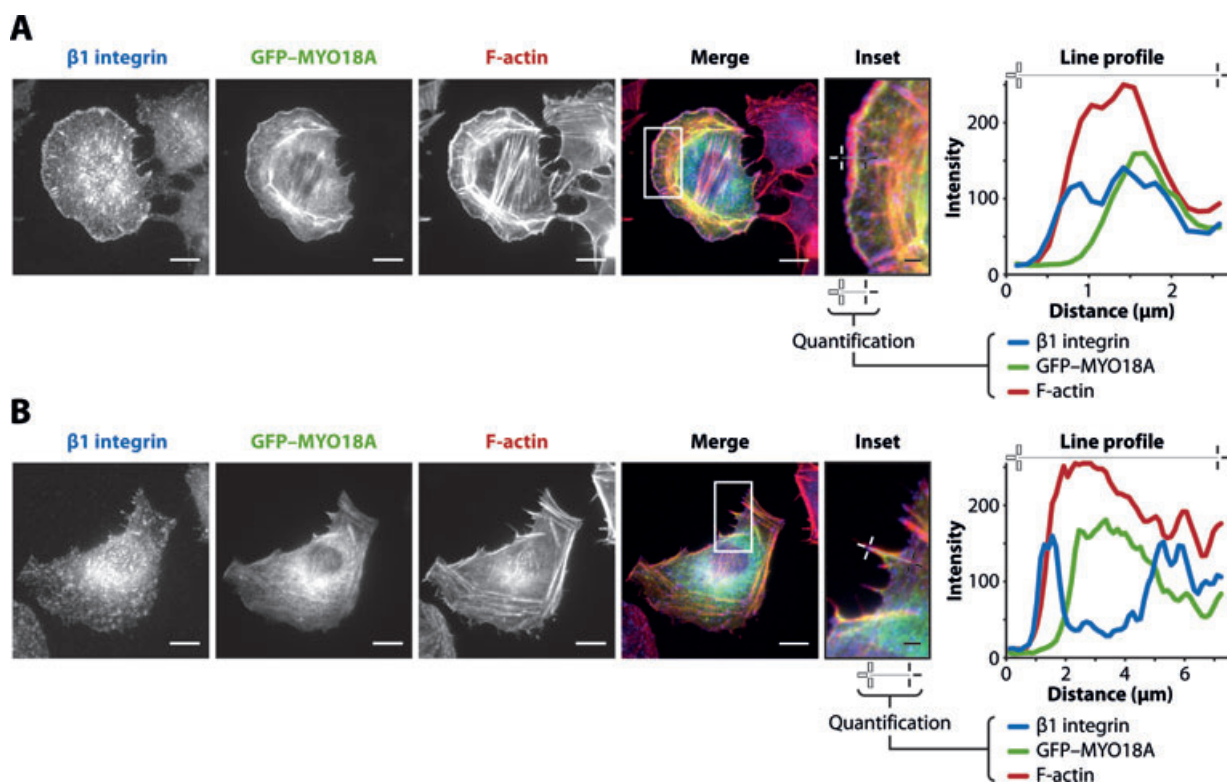 A
β1 integrin GFP–MYO18A F-actin Merge Inset Line profile
Intensity
200
100
0
0 1 2
Distance (μm)
Quantification
β1 integrin
GFP–MYO18A
F-actin
B
β1 integrin GFP–MYO18A F-actin Merge Inset Line profile
Intensity
200
100
0
0 2 4 6
Distance (μm)
Quantification
β1 integrin
GFP–MYO18A
F-actin